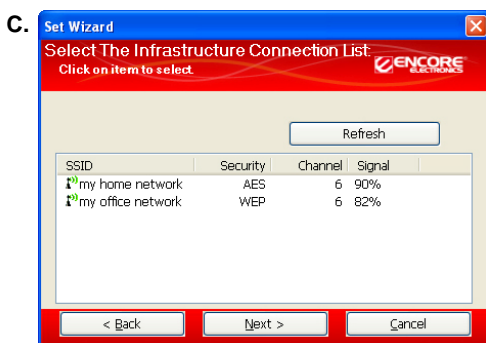 C.
Set Wizard
Select The Infrastructure Connection List:
Click on item to select.
ENCORE
ELECTRONICS
Refresh
SSID Security Channel Signal
my home network AES 6 90%
my office network WEP 6 82%
< Back Next > Cancel